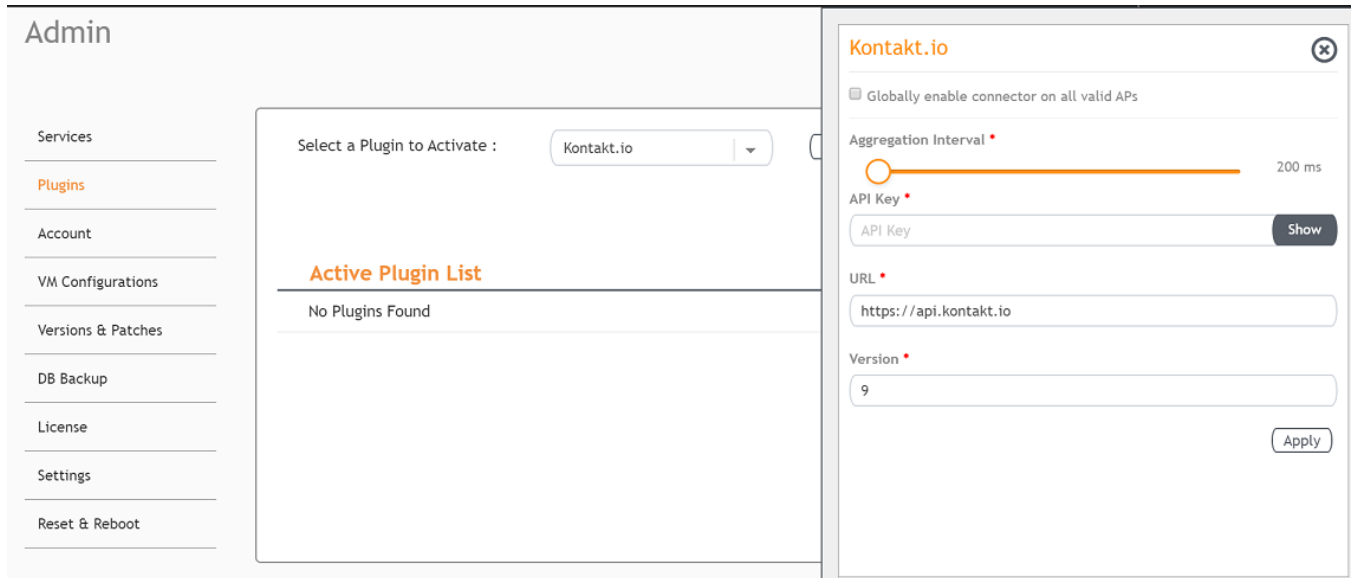 Admin
Services
Plugins
Account
VM Configurations
Versions & Patches
DB Backup
License
Settings
Reset & Reboot
Select a Plugin to Activate :
Kontakt.io
Active Plugin List
No Plugins Found
Kontakt.io
Globally enable connector on all valid APs
Aggregation Interval *
200 ms
API Key *
API Key
Show
URL *
https://api.kontakt.io
Version *
9
Apply